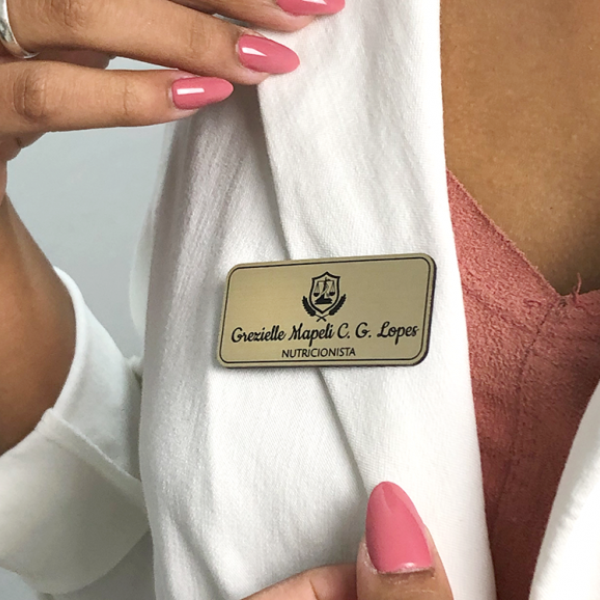 Grezielle Mapeli C. G. Lopes
NUTRICIONISTA